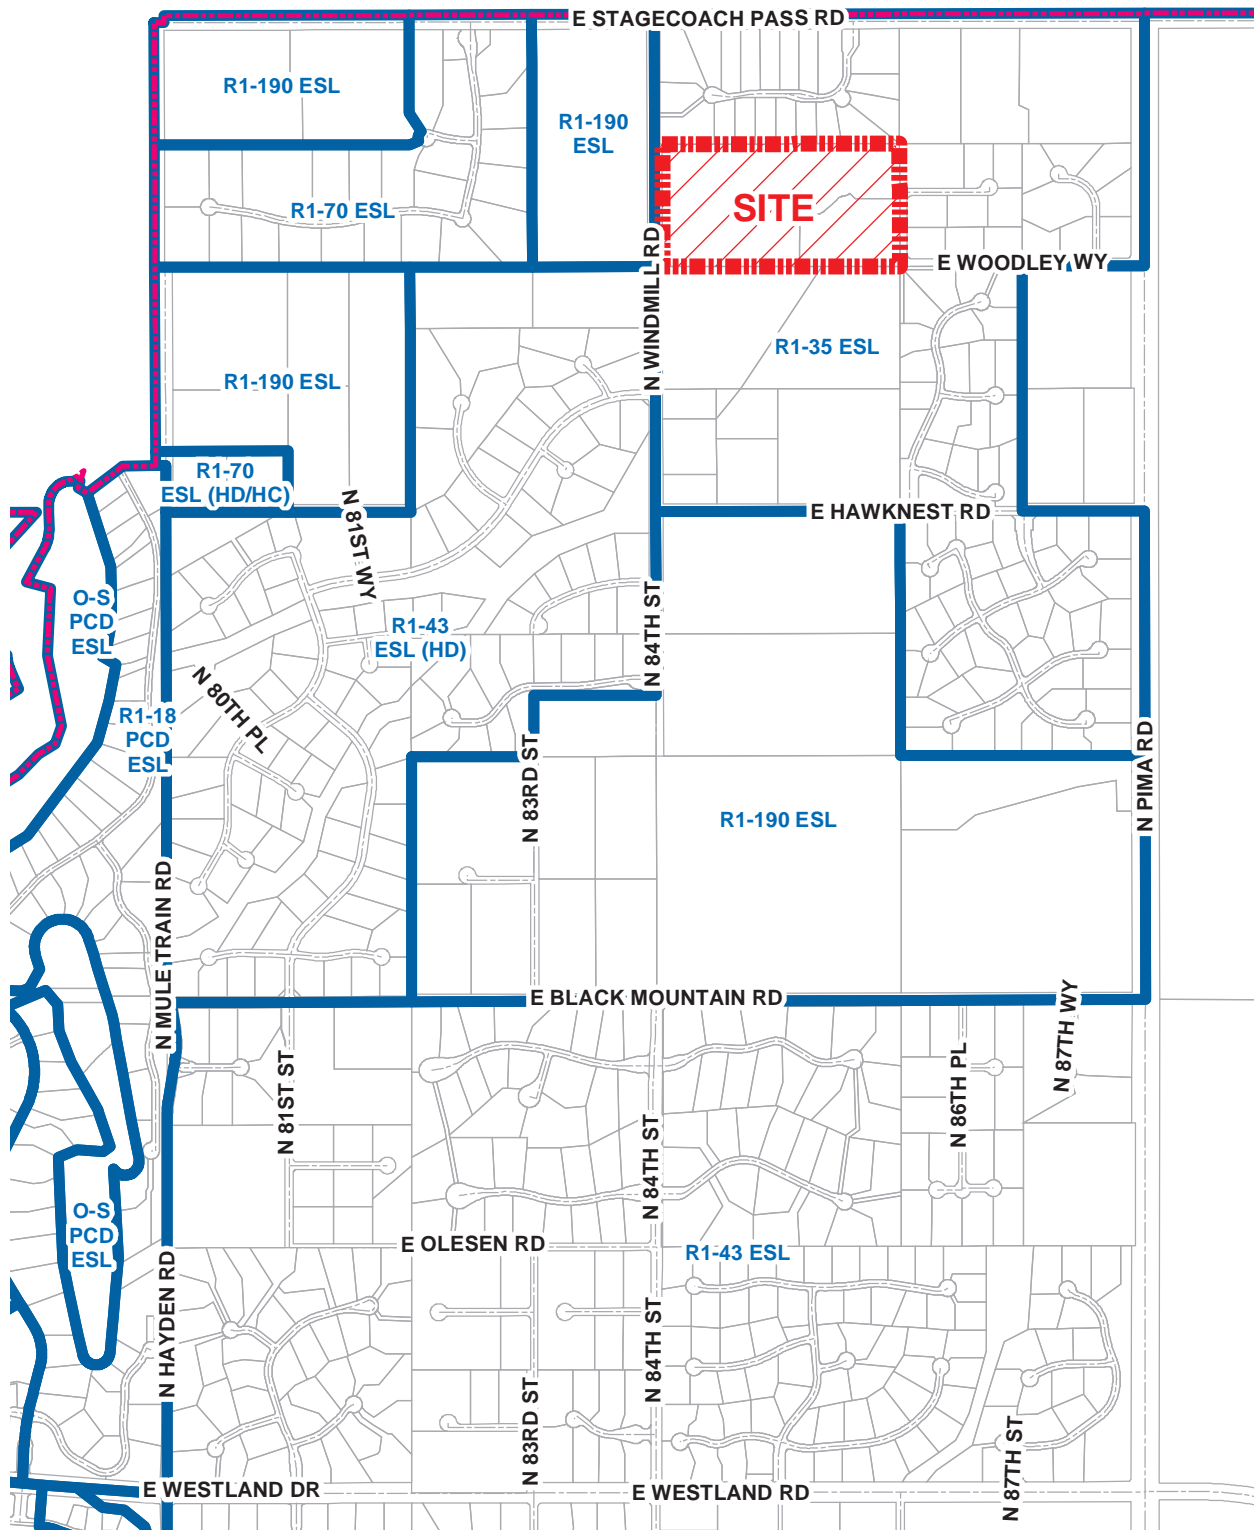 E STAGECOACH PASS RD
R1-190 ESL
R1-190
ESL
R1-70 ESL
SITE
E WOODLEY WY
N WINDMILL RD
R1-35 ESL
R1-190 ESL
R1-70
ESL (HD/HC)
N 81ST WY
E HAWKNEST RD
O-S
PCD
ESL
R1-43
ESL (HD)
N 84TH ST
N 80TH PL
R1-18
PCD
ESL
N 83RD ST
N PIMA RD
R1-190 ESL
N MULE TRAIN RD
E BLACK MOUNTAIN RD
N 87TH WY
N 81ST ST
N 86TH PL
N 84TH ST
O-S
PCD
ESL
E OLESEN RD
R1-43 ESL
N HAYDEN RD
N 84TH ST
N 83RD ST
N 87TH ST
E WESTLAND DR
E WESTLAND RD